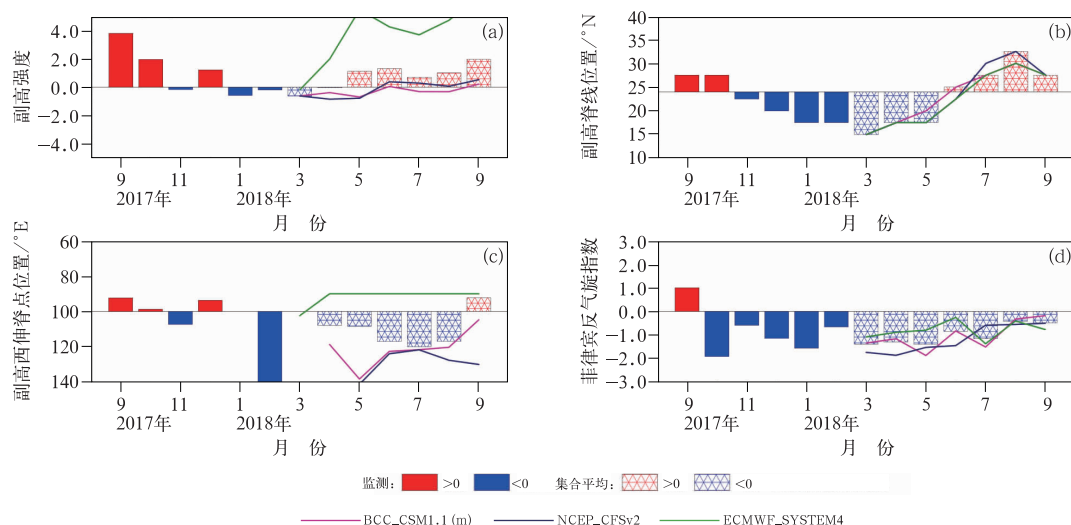 (a)
副高强度
4.0
2.0
0.0
−2.0
−4.0
9 11 1 3 5 7 9
2017年 2018年
月 份
(b)
副高脊线位置/°N
40
35
30
25
20
15
10
9 11 1 3 5 7 9
2017年 2018年
月 份
(c)
副高西伸脊点位置/°E
60
80
100
120
140
9 11 1 3 5 7 9
2017年 2018年
月 份
(d)
菲律宾反气旋指数
3.0
2.0
1.0
0.0
−1.0
−2.0
−3.0
9 11 1 3 5 7 9
2017年 2018年
月 份
监测: >0 <0 集合平均: >0 <0
BCC_CSM1.1(m) NCEP_CFSv2 ECMWF_SYSTEM4